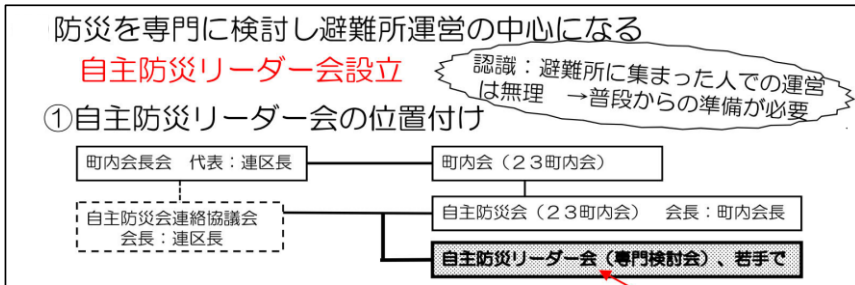 防災を専門に検討し避難所運営の中心になる
自主防災リーダー会設立
認識：避難所に集まった人での運営
は無理　→普段からの準備が必要
①自主防災リーダー会の位置付け
町内会長会　代表：連区長
町内会（２３町内会）
自主防災会連絡協議会
会長：連区長
自主防災会（２３町内会）　会長：町内会長
自主防災リーダー会（専門検討会）、若手で